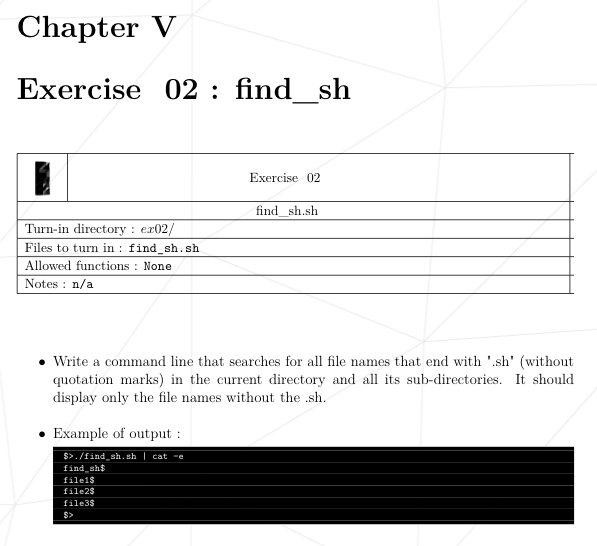 Chapter V
Exercise 02 : find_sh
Exercise 02
find_sh.sh
Turn-in directory : ex02/
Files to turn in : find_sh.sh
Allowed functions : None
Notes : n/a
• Write a command line that searches for all file names that end with ".sh" (without
quotation marks) in the current directory and all its sub-directories. It should
display only the file names without the .sh.
• Example of output :
$>./find_sh.sh | cat -e
find_sh$
file1$
file2$
file3$
$>